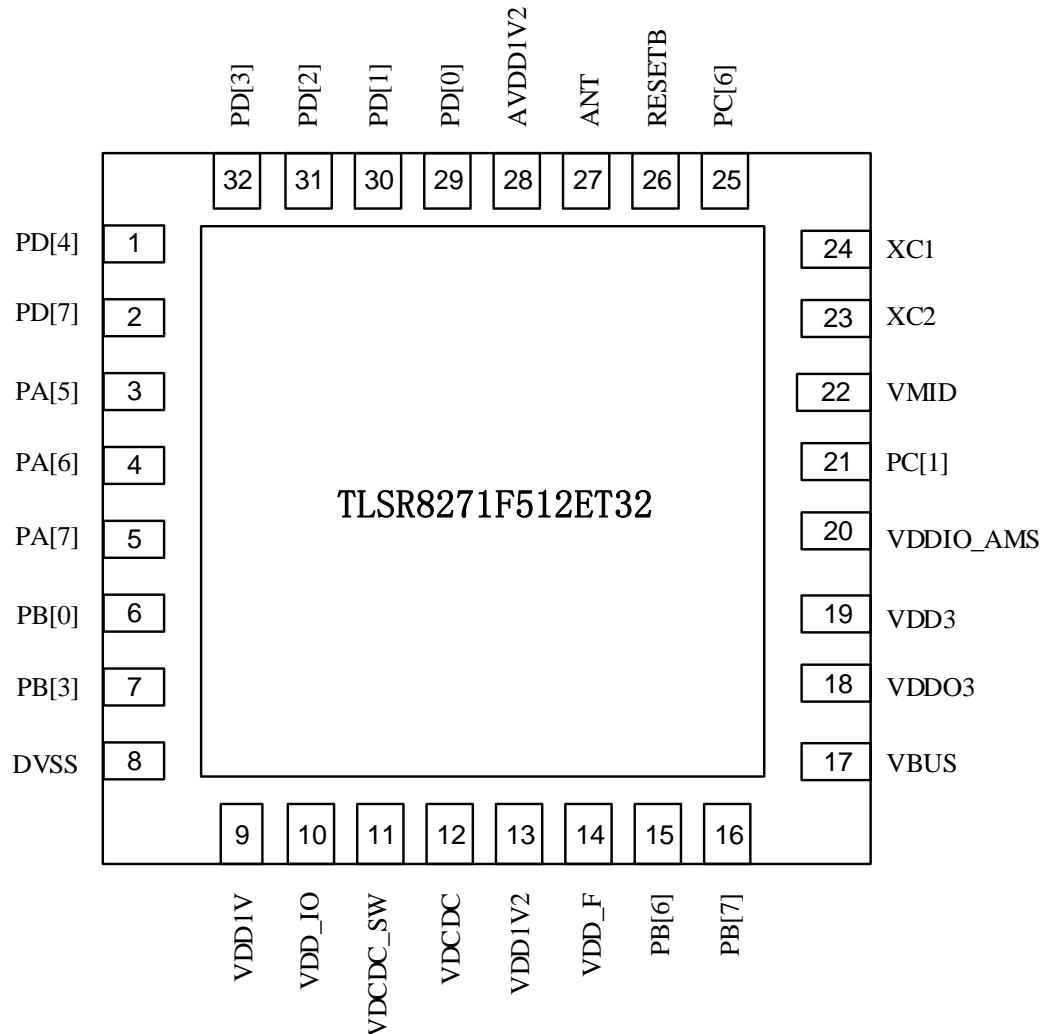 PD[3] PD[2] PD[1] PD[0] AVDD1V2 ANT RESETB PC[6]
32 31 30 29 28 27 26 25
PD[4] 1
PD[7] 2
PA[5] 3
PA[6] 4
PA[7] 5
PB[0] 6
PB[3] 7
DVSS 8
TLSR8271F512ET32
24 XC1
23 XC2
22 VMID
21 PC[1]
20 VDDIO_AMS
19 VDD3
18 VDDO3
17 VBUS
9 10 11 12 13 14 15 16
VDD1V VDD_IO VDCDC_SW VDCDC VDD1V2 VDD_F PB[6] PB[7]